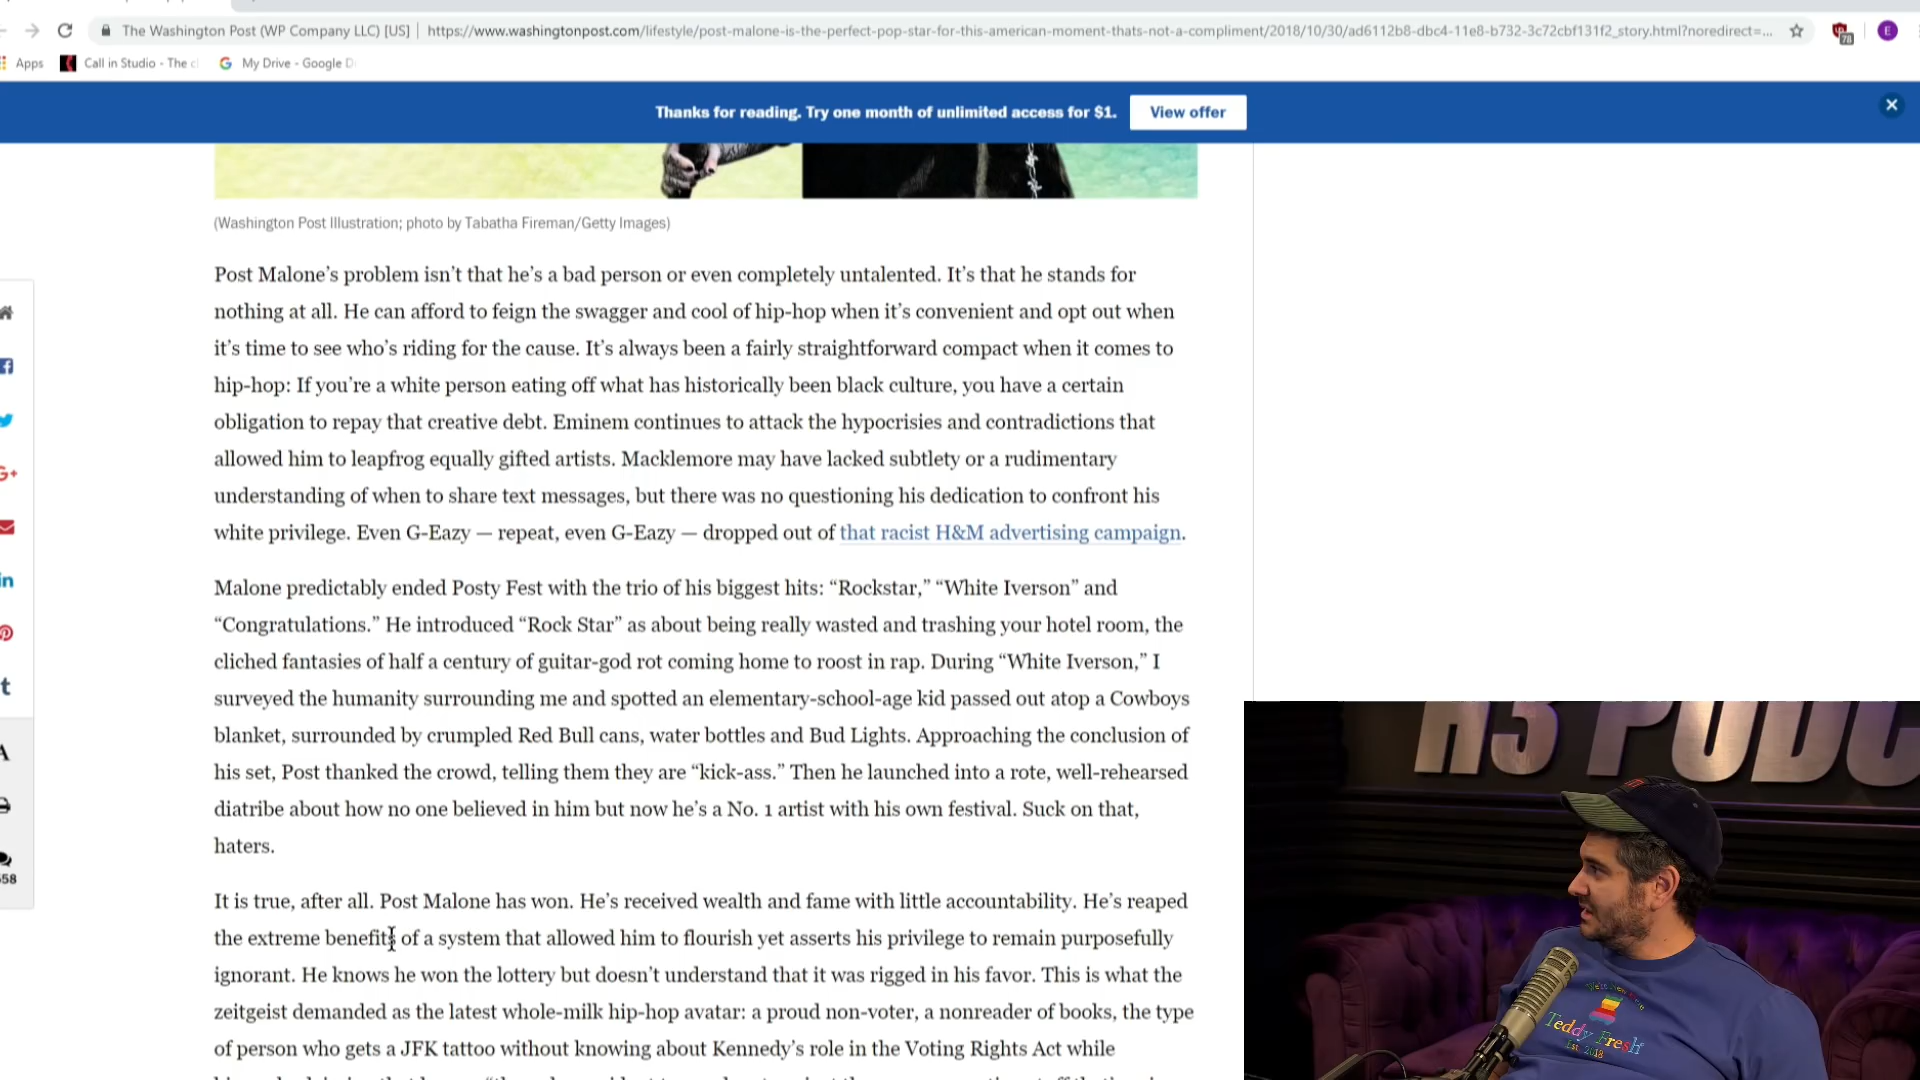 The Washington Post (WP Company LLC) [US] | https://www.washingtonpost.com/lifestyle/post-malone-is-the-perfect-pop-star-for-this-american-moment-thats-not-a-compliment/2018/10/30/ad6112b8-dbc4-11e8-b732-3c72cbf131f2_story.html?noredirect=...
78
E
Apps
Call in Studio - The cl
My Drive - Google D
Thanks for reading. Try one month of unlimited access for $1.
View offer
(Washington Post Illustration; photo by Tabatha Fireman/Getty Images)
Post Malone’s problem isn’t that he’s a bad person or even completely untalented. It’s that he stands for
nothing at all. He can afford to feign the swagger and cool of hip-hop when it’s convenient and opt out when
it’s time to see who’s riding for the cause. It’s always been a fairly straightforward compact when it comes to
hip-hop: If you’re a white person eating off what has historically been black culture, you have a certain
obligation to repay that creative debt. Eminem continues to attack the hypocrisies and contradictions that
allowed him to leapfrog equally gifted artists. Macklemore may have lacked subtlety or a rudimentary
understanding of when to share text messages, but there was no questioning his dedication to confront his
white privilege. Even G-Eazy — repeat, even G-Eazy — dropped out of that racist H&M advertising campaign.
Malone predictably ended Posty Fest with the trio of his biggest hits: “Rockstar,” “White Iverson” and
“Congratulations.” He introduced “Rock Star” as about being really wasted and trashing your hotel room, the
cliched fantasies of half a century of guitar-god rot coming home to roost in rap. During “White Iverson,” I
surveyed the humanity surrounding me and spotted an elementary-school-age kid passed out atop a Cowboys
blanket, surrounded by crumpled Red Bull cans, water bottles and Bud Lights. Approaching the conclusion of
his set, Post thanked the crowd, telling them they are “kick-ass.” Then he launched into a rote, well-rehearsed
diatribe about how no one believed in him but now he’s a No. 1 artist with his own festival. Suck on that,
haters.
It is true, after all. Post Malone has won. He’s received wealth and fame with little accountability. He’s reaped
the extreme benefits of a system that allowed him to flourish yet asserts his privilege to remain purposefully
ignorant. He knows he won the lottery but doesn’t understand that it was rigged in his favor. This is what the
zeitgeist demanded as the latest whole-milk hip-hop avatar: a proud non-voter, a nonreader of books, the type
of person who gets a JFK tattoo without knowing about Kennedy’s role in the Voting Rights Act while
G+
in
t
A
58
H3 PODC
Teddy Fresh
Est. 2018